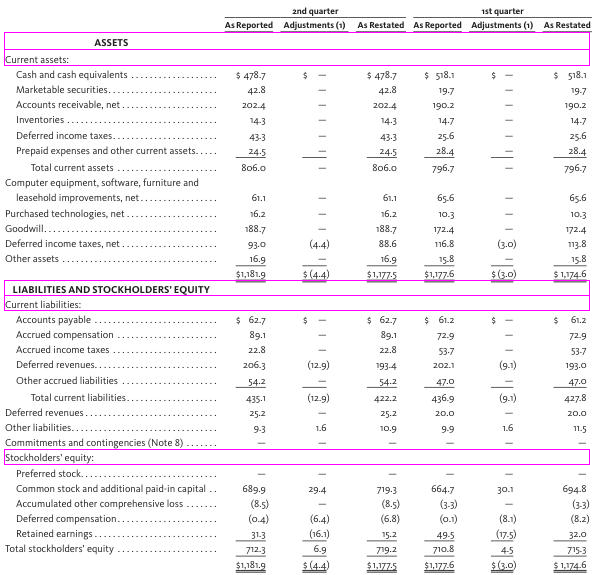 2nd quarter 1st quarter
As Reported Adjustments (1) As Restated As Reported Adjustments (1) As Restated
ASSETS
Current assets:
Cash and cash equivalents . . . . . . . . . . . . . . . . . . . $ 478.7 $ — $ 478.7 $ 518.1 $ — $ 518.1
Marketable securities. . . . . . . . . . . . . . . . . . . . . . . 42.8 — 42.8 19.7 — 19.7
Accounts receivable, net . . . . . . . . . . . . . . . . . . . . 202.4 — 202.4 190.2 — 190.2
Inventories . . . . . . . . . . . . . . . . . . . . . . . . . . . . . . 14.3 — 14.3 14.7 — 14.7
Deferred income taxes. . . . . . . . . . . . . . . . . . . . . . 43.3 — 43.3 25.6 — 25.6
Prepaid expenses and other current assets. . . . . 24.5 — 24.5 28.4 — 28.4
Total current assets . . . . . . . . . . . . . . . . . . . . . 806.0 — 806.0 796.7 — 796.7
Computer equipment, software, furniture and
leasehold improvements, net . . . . . . . . . . . . . . . . 61.1 — 61.1 65.6 — 65.6
Purchased technologies, net . . . . . . . . . . . . . . . . . . . 16.2 — 16.2 10.3 — 10.3
Goodwill. . . . . . . . . . . . . . . . . . . . . . . . . . . . . . . . . . . 188.7 — 188.7 172.4 — 172.4
Deferred income taxes, net . . . . . . . . . . . . . . . . . . . . 93.0 (4.4) 88.6 116.8 (3.0) 113.8
Other assets . . . . . . . . . . . . . . . . . . . . . . . . . . . . . . . . 16.9 — 16.9 15.8 — 15.8
$1,181.9 $ (4.4) $1,177.5 $1,177.6 $ (3.0) $ 1,174.6
LIABILITIES AND STOCKHOLDERS' EQUITY
Current liabilities:
Accounts payable . . . . . . . . . . . . . . . . . . . . . . . . . . $ 62.7 $ — $ 62.7 $ 61.2 $ — $ 61.2
Accrued compensation . . . . . . . . . . . . . . . . . . . . . . 89.1 — 89.1 72.9 — 72.9
Accrued income taxes . . . . . . . . . . . . . . . . . . . . . . 22.8 — 22.8 53.7 — 53.7
Deferred revenues. . . . . . . . . . . . . . . . . . . . . . . . . . 206.3 (12.9) 193.4 202.1 (9.1) 193.0
Other accrued liabilities . . . . . . . . . . . . . . . . . . . . . 54.2 — 54.2 47.0 — 47.0
Total current liabilities. . . . . . . . . . . . . . . . . . . 435.1 (12.9) 422.2 436.9 (9.1) 427.8
Deferred revenues . . . . . . . . . . . . . . . . . . . . . . . . . . . 25.2 — 25.2 20.0 — 20.0
Other liabilities. . . . . . . . . . . . . . . . . . . . . . . . . . . . . . 9.3 1.6 10.9 9.9 1.6 11.5
Commitments and contingencies (Note 8) . . . . . . . — — — — — —
Stockholders' equity:
Preferred stock. . . . . . . . . . . . . . . . . . . . . . . . . . . . . — — — — — —
Common stock and additional paid-in capital . . 689.9 29.4 719.3 664.7 30.1 694.8
Accumulated other comprehensive loss . . . . . . . (8.5) — (8.5) (3.3) — (3.3)
Deferred compensation. . . . . . . . . . . . . . . . . . . . . . (0.4) (6.4) (6.8) (0.1) (8.1) (8.2)
Retained earnings . . . . . . . . . . . . . . . . . . . . . . . . . . 31.3 (16.1) 15.2 49.5 (17.5) 32.0
Total stockholders' equity . . . . . . . . . . . . . . . . . . . . . 712.3 6.9 719.2 710.8 4.5 715.3
$1,181.9 $ (4.4) $1,177.5 $1,177.6 $ (3.0) $ 1,174.6